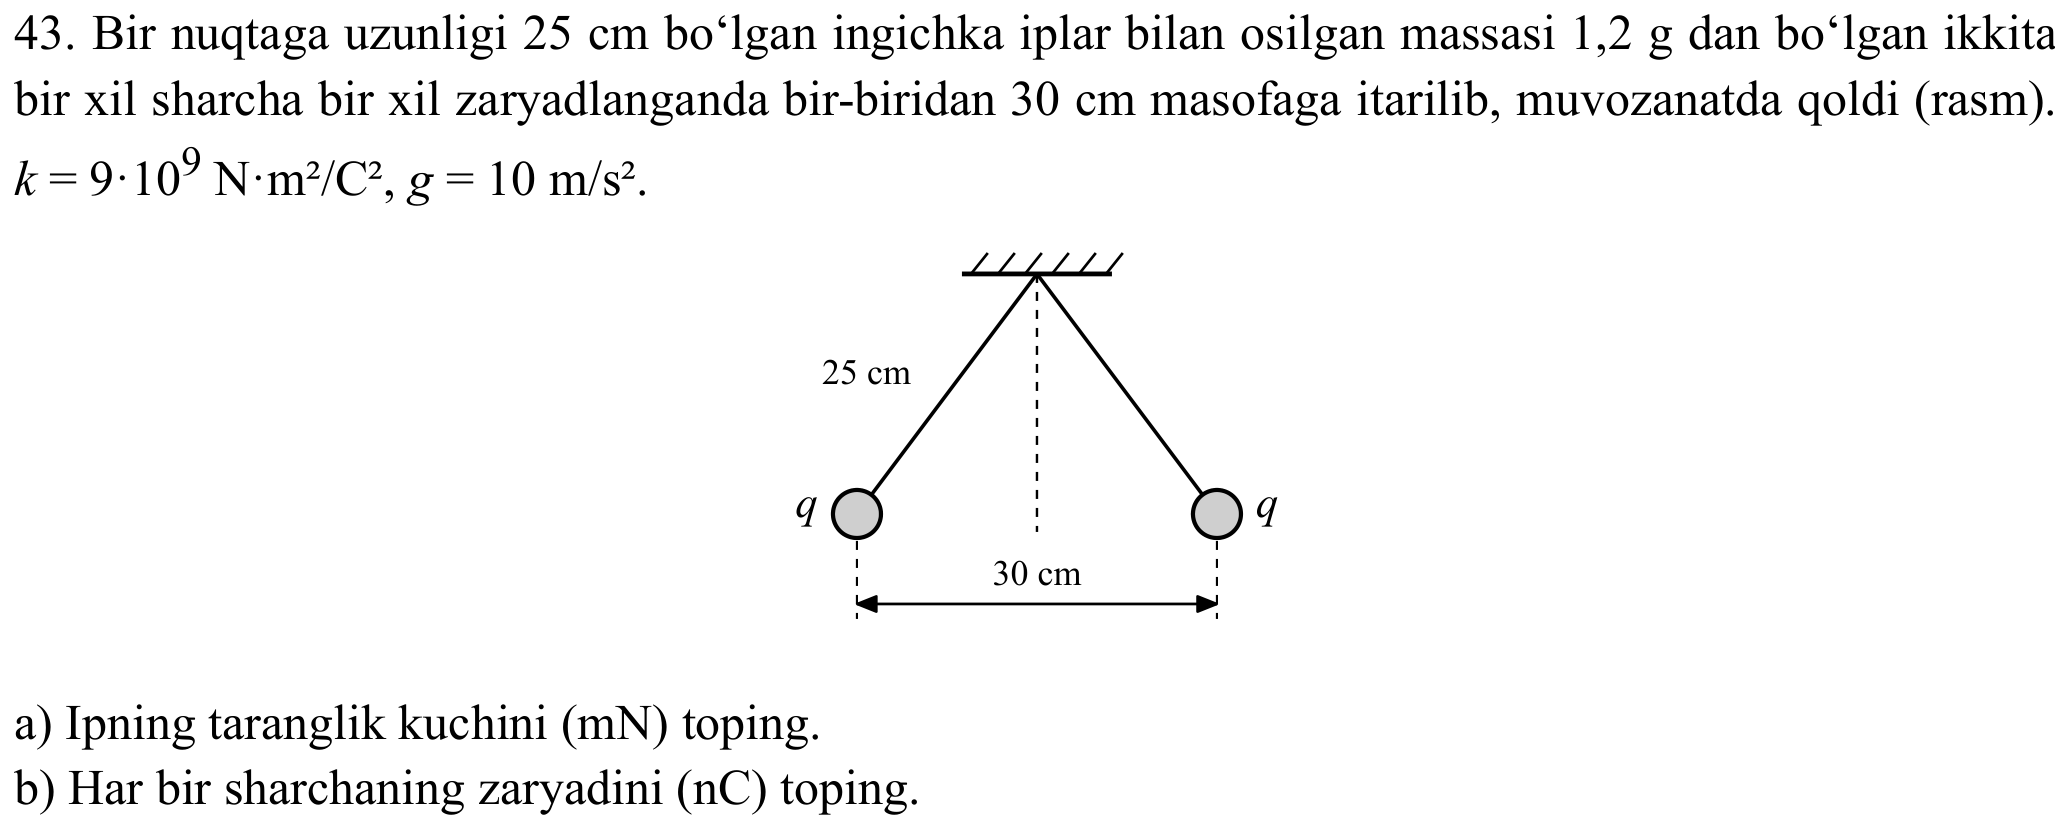 43. Bir nuqtaga uzunligi 25 cm bo‘lgan ingichka iplar bilan osilgan massasi 1,2 g dan bo‘lgan ikkita
bir xil sharcha bir xil zaryadlanganda bir-biridan 30 cm masofaga itarilib, muvozanatda qoldi (rasm).
k = 9·10⁹ N·m²/C², g = 10 m/s².
25 cm
q q
30 cm
a) Ipning taranglik kuchini (mN) toping.
b) Har bir sharchaning zaryadini (nC) toping.